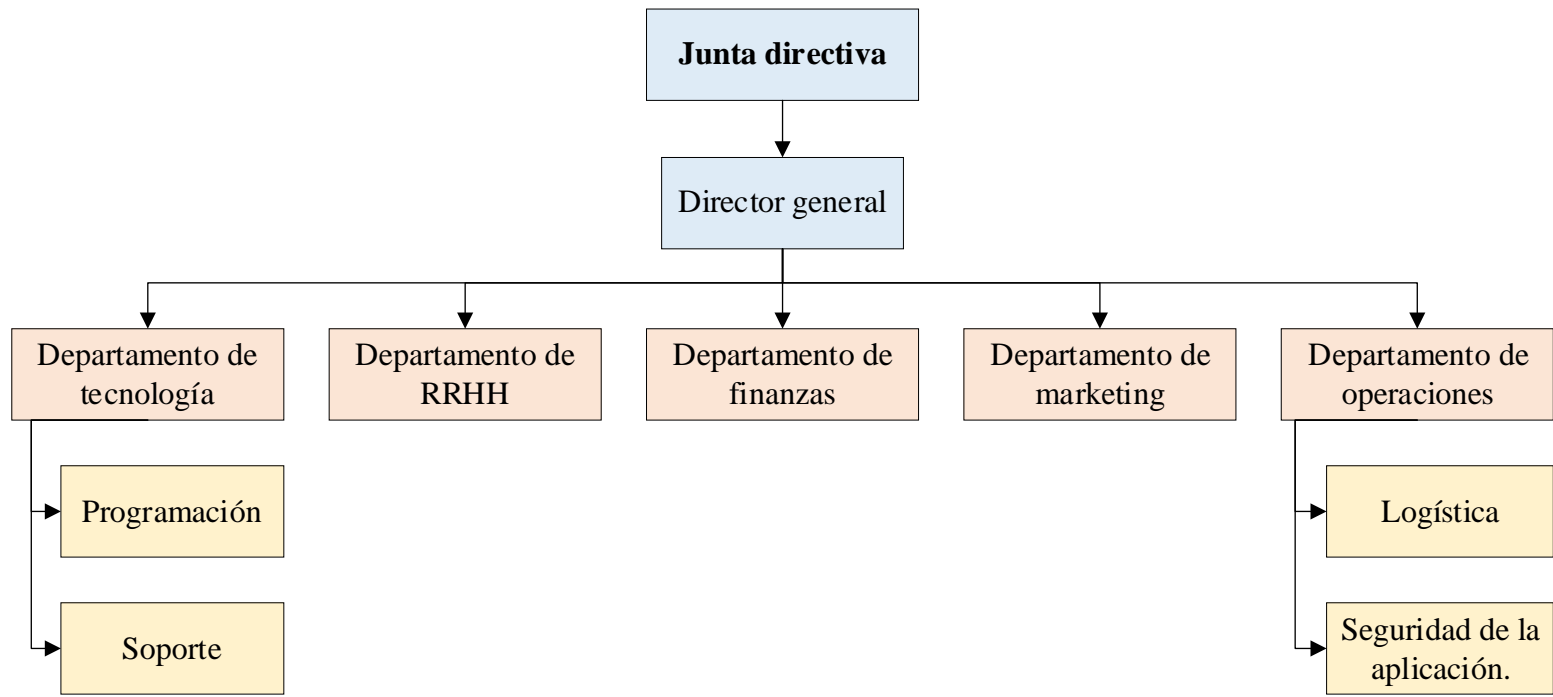 Junta directiva
Director general
Departamento de
tecnología
Departamento de
RRHH
Departamento de
finanzas
Departamento de
marketing
Departamento de
operaciones
Programación
Logística
Soporte
Seguridad de la
aplicación.